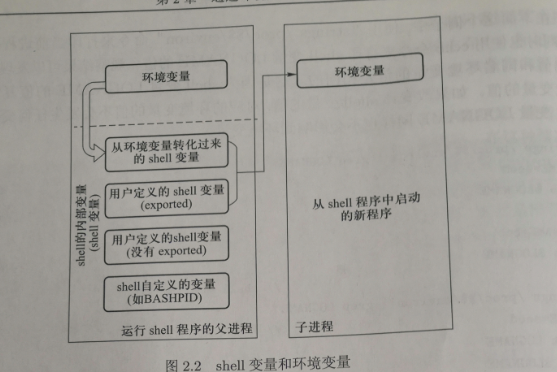 第2章
环境变量
环境变量
从环境变量转化过来
的 shell 变量
用户定义的 shell 变量
(exported)
用户定义的shell变量
(没有 exported)
shell自定义的变量
(如BASHPID)
shell的内部变量
(shell 变量)
从 shell 程序中启动
的新程序
运行 shell 程序的父进程
子进程
图 2.2 shell 变量和环境变量